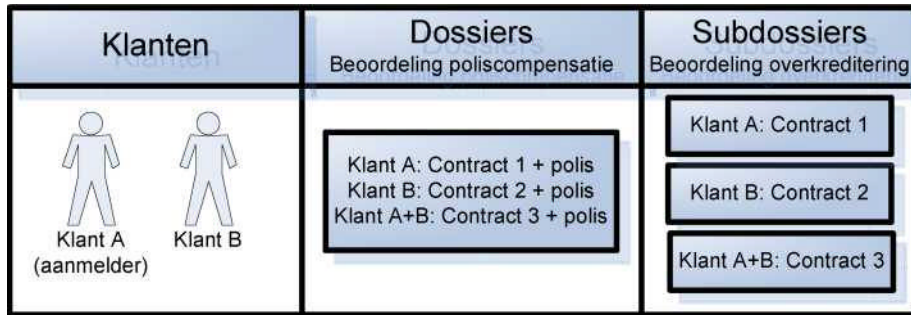 Klanten
Dossiers
Beoordeling poliscompensatie
Subdossiers
Beoordeling overkreditering
Klant A
(aanmelder)
Klant B
Klant A: Contract 1 + polis
Klant B: Contract 2 + polis
Klant A+B: Contract 3 + polis
Klant A: Contract 1
Klant B: Contract 2
Klant A+B: Contract 3